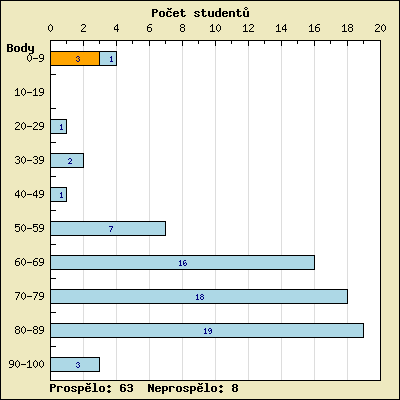 Počet studentů
0 2 4 6 8 10 12 14 16 18 20
Body
0-9 3 1
10-19
20-29 1
30-39 2
40-49 1
50-59 7
60-69 16
70-79 18
80-89 19
90-100 3
Prospělo: 63 Neprospělo: 8